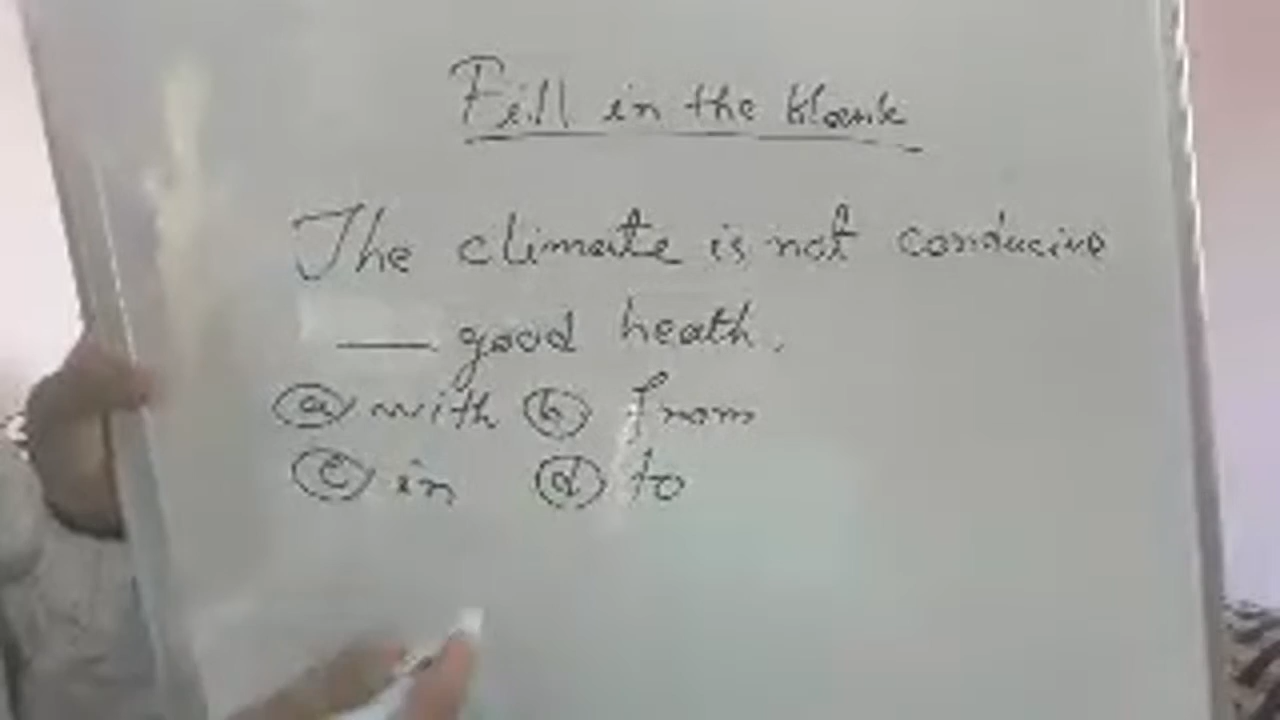 Fill in the blank
The climate is not conducive
___ good heath.
(a) with (b) from
(c) in (d) to